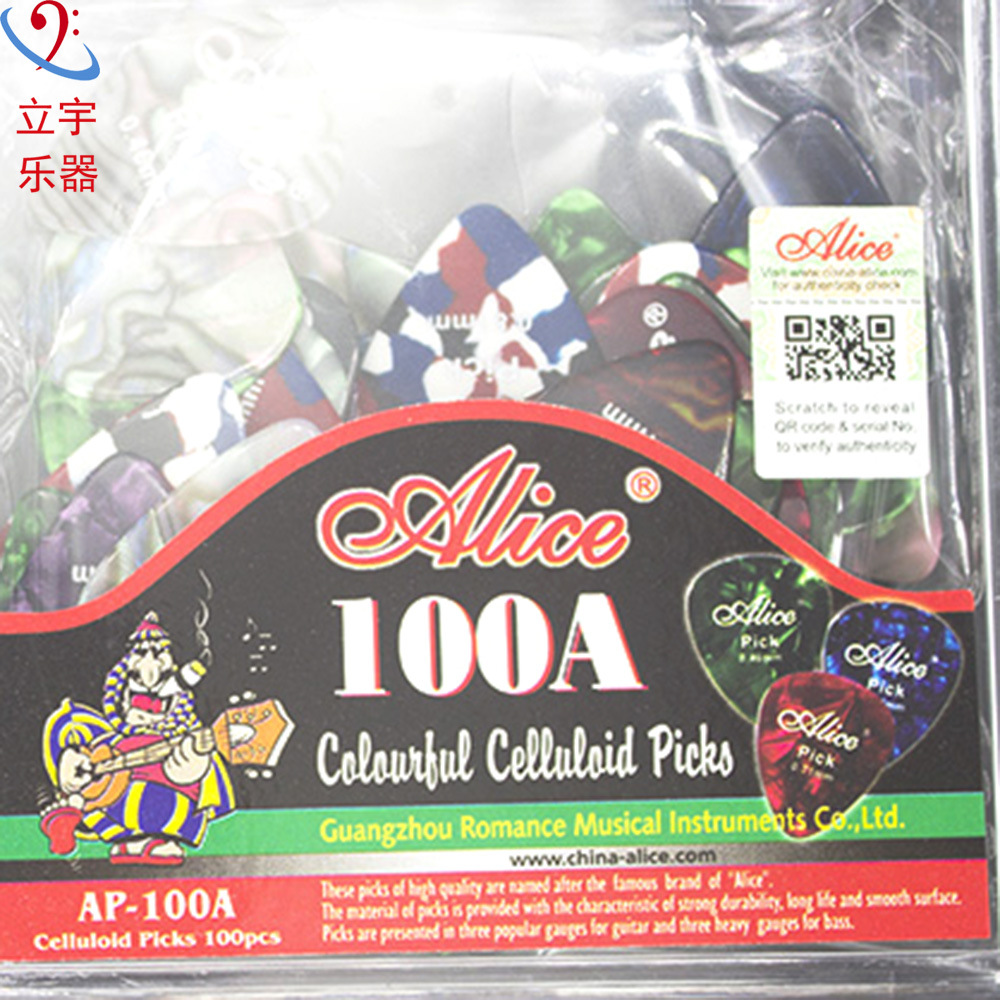 立宇
乐器
Alice®
Visit www.china-alice.com
for authenticity check
Scratch to reveal
QR code & serial No.
to verify authenticity
Alice®
100A
Colourful Celluloid Picks
Alice
Pick
Alice
Pick
Alice
Pick
Guangzhou Romance Musical Instruments Co.,Ltd.
www.china-alice.com
AP-100A
Celluloid Picks 100pcs
These picks of high quality are named after the famous brand of "Alice".
The material of picks is provided with the characteristic of strong durability, long life and smooth surface.
Picks are presented in three popular gauges for guitar and three heavy gauges for bass.